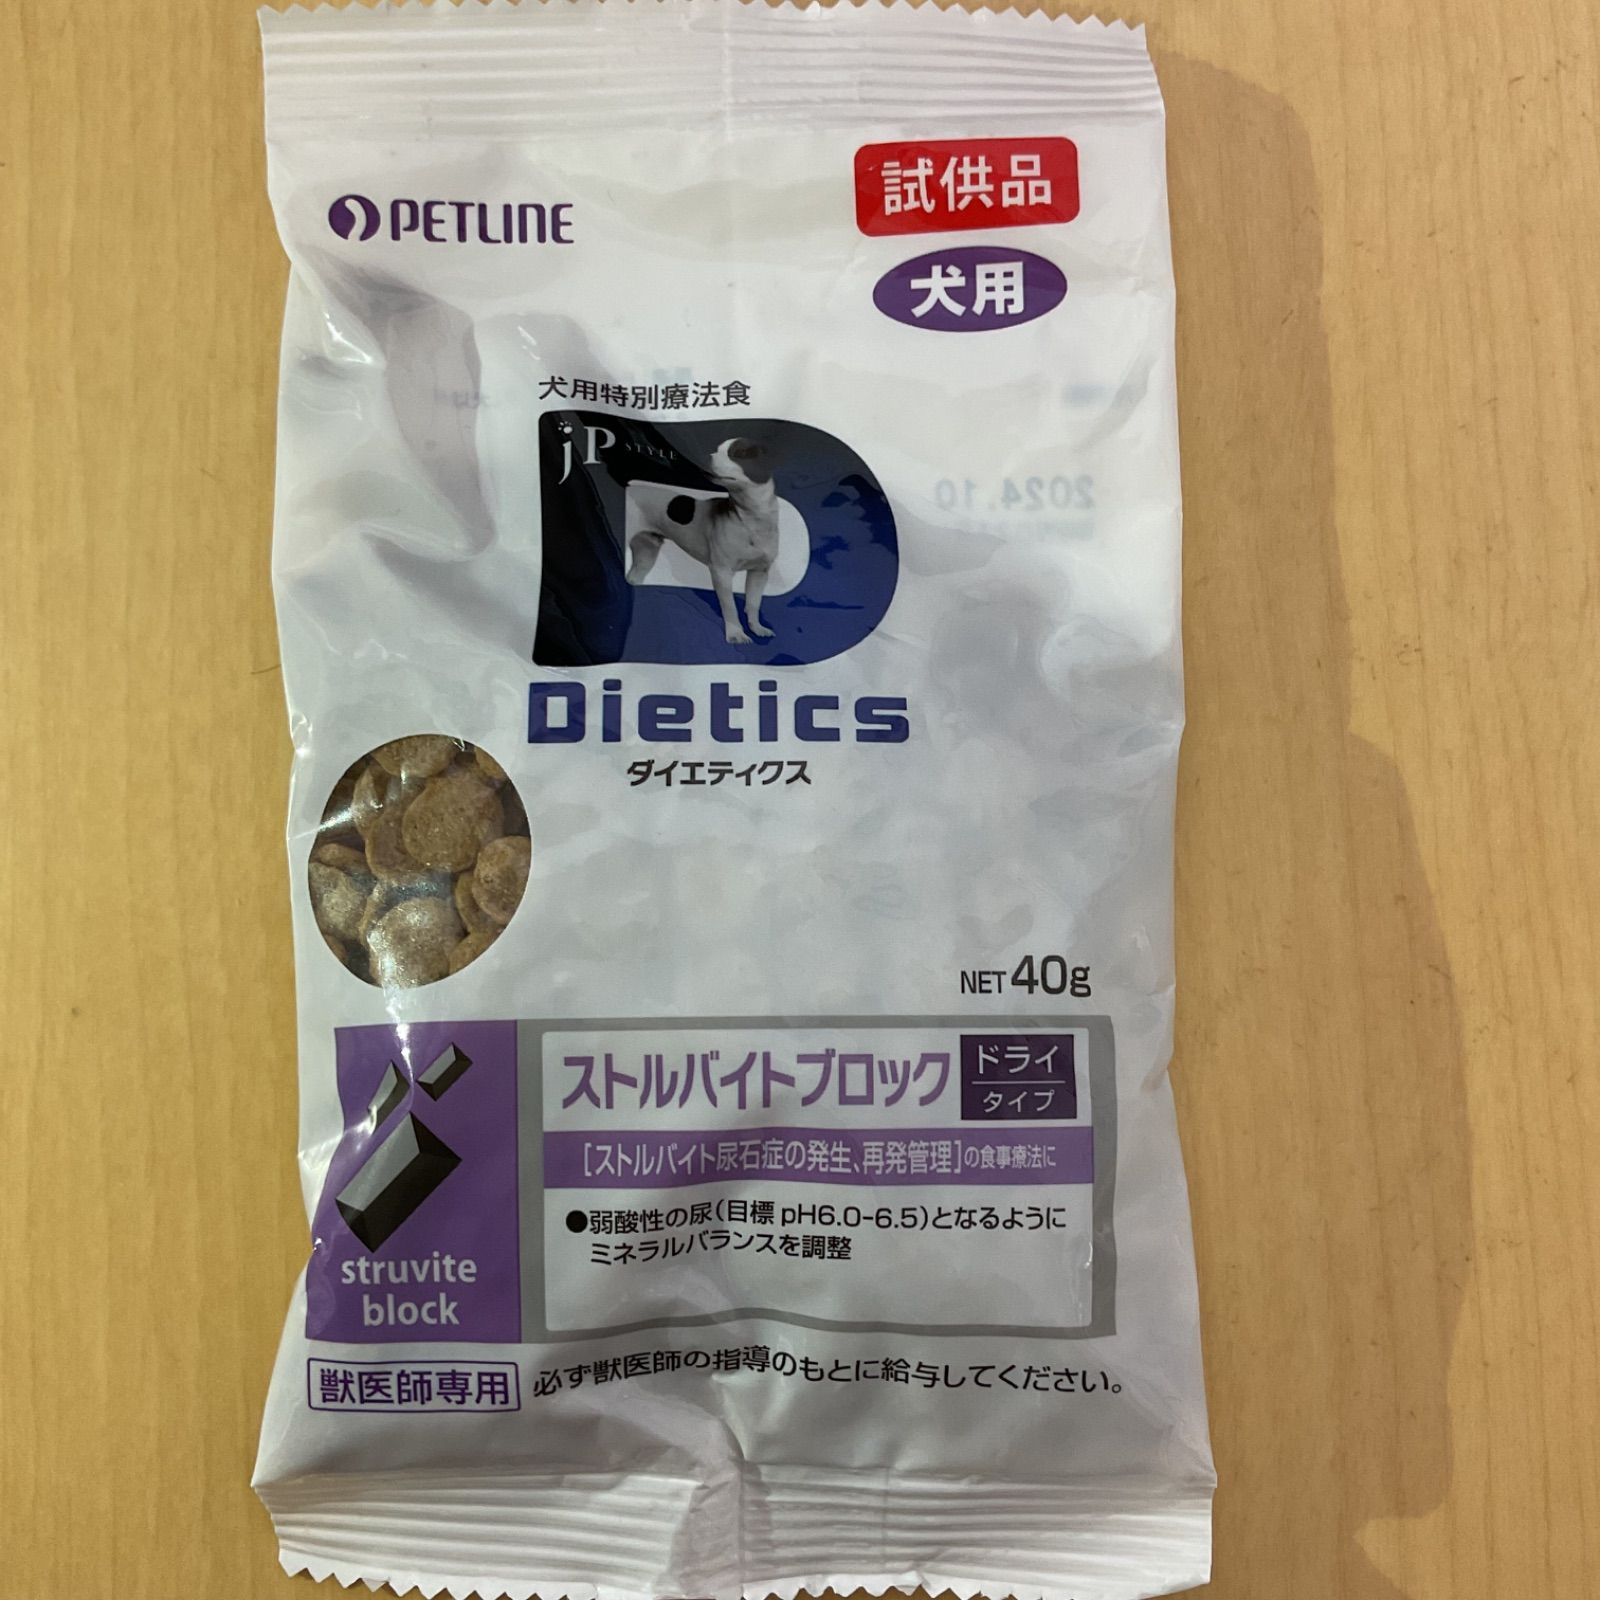 PETLINE
試供品
犬用
犬用特別療法食
jP STYLE
Dietics
ダイエティクス
2024.10
NET 40g
ストルバイトブロック
ドライ
タイプ
[ストルバイト尿石症の発生、再発管理]の食事療法に
●弱酸性の尿(目標 pH6.0-6.5)となるように
ミネラルバランスを調整
struvite
block
獣医師専用
必ず獣医師の指導のもとに給与してください。